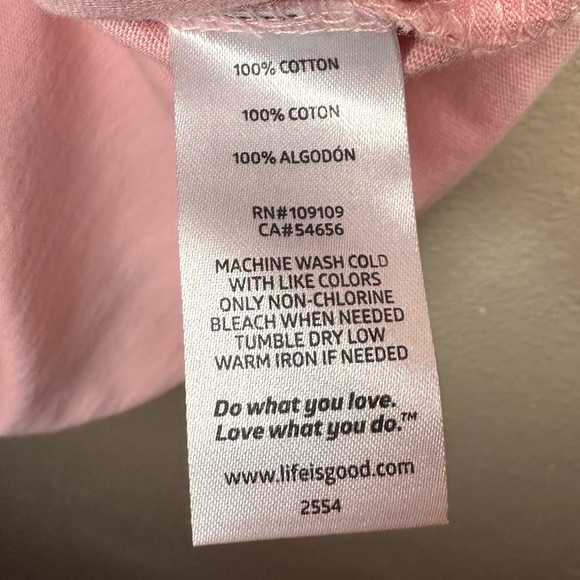 100% COTTON
100% COTON
100% ALGODÓN
RN#109109
CA#54656
MACHINE WASH COLD
WITH LIKE COLORS
ONLY NON-CHLORINE
BLEACH WHEN NEEDED
TUMBLE DRY LOW
WARM IRON IF NEEDED
Do what you love.
Love what you do.™
www.lifeisgood.com
2554